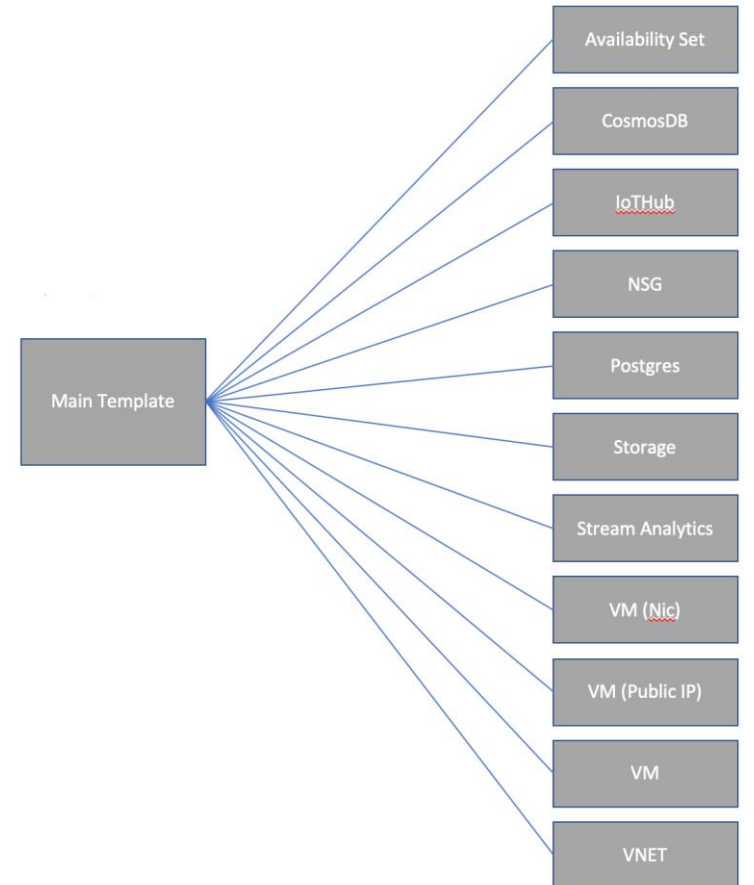 Availability Set
CosmosDB
IoTHub
NSG
Main Template
Postgres
Storage
Stream Analytics
VM (Nic)
VM (Public IP)
VM
VNET